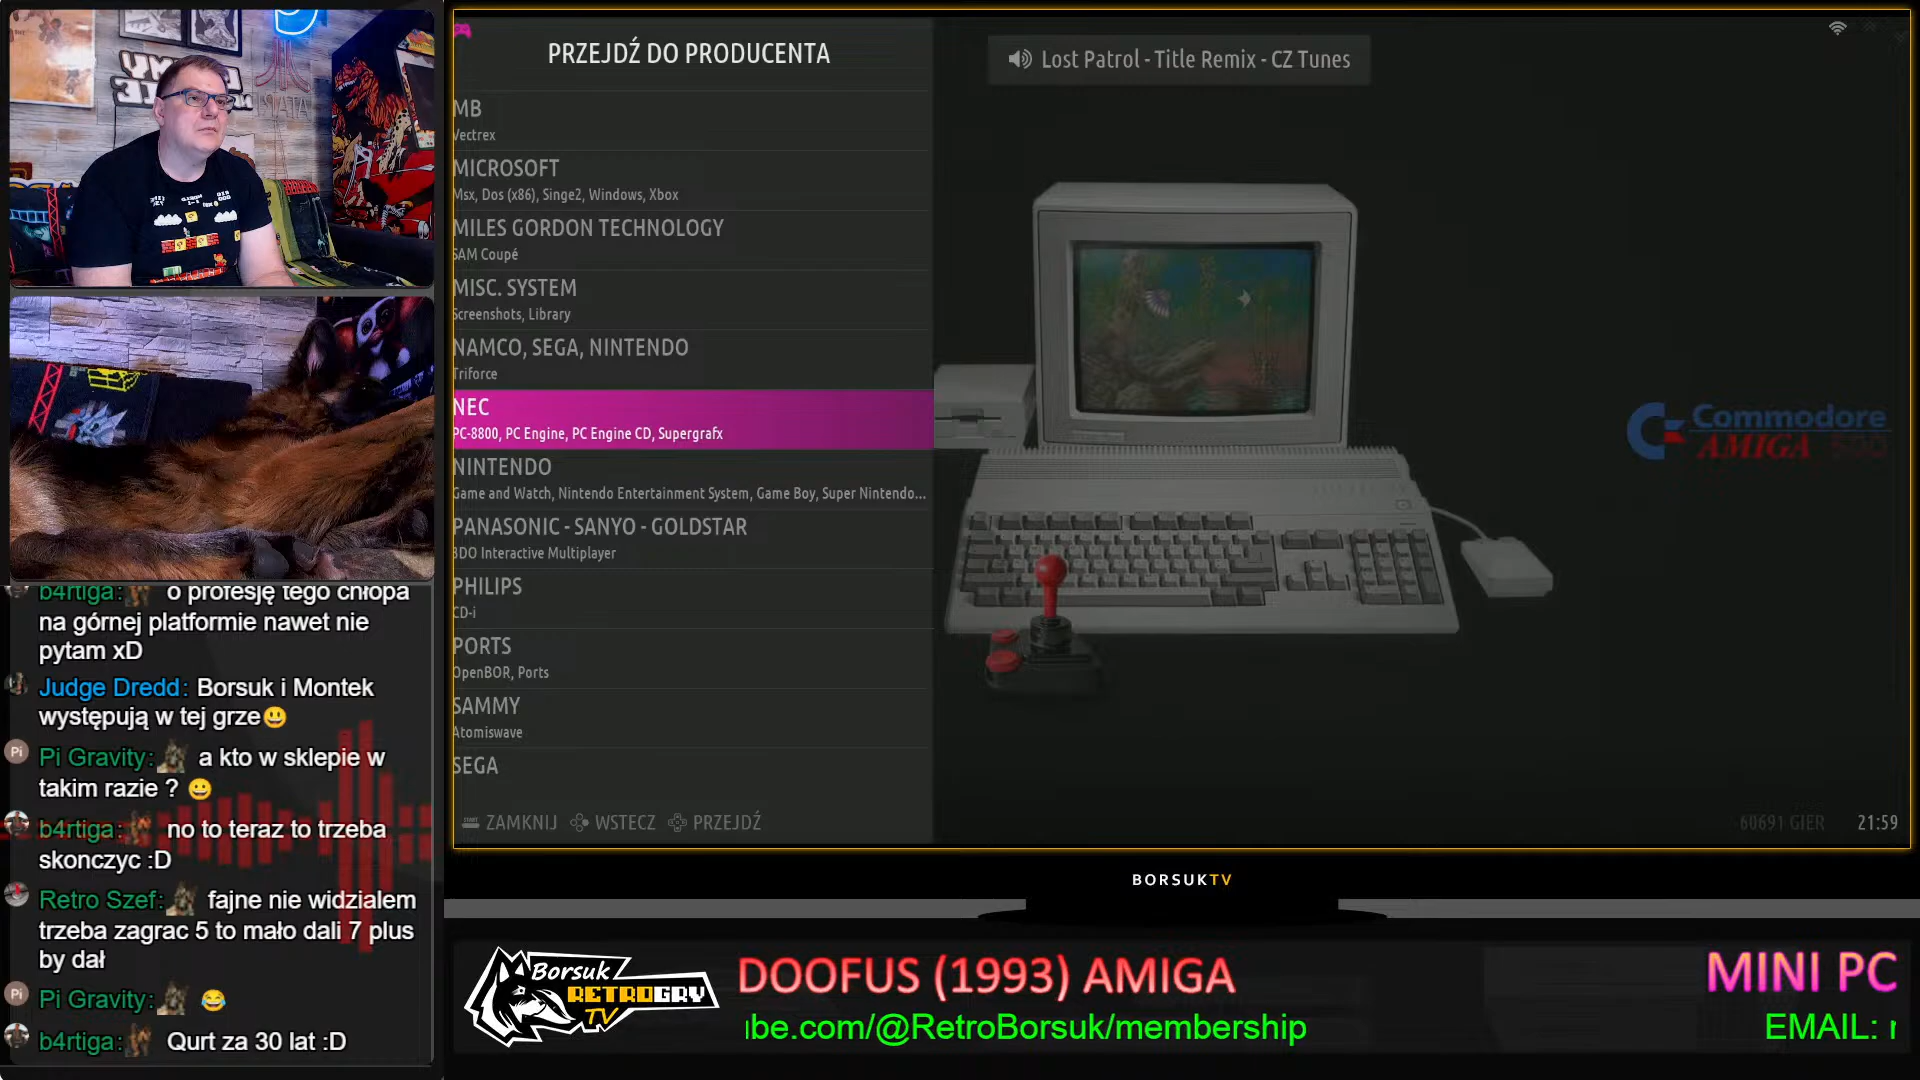 PRZEJDŹ DO PRODUCENTA
MB
Vectrex
MICROSOFT
Msx, Dos (x86), Singe2, Windows, Xbox
MILES GORDON TECHNOLOGY
SAM Coupé
MISC. SYSTEM
Screenshots, Library
NAMCO, SEGA, NINTENDO
Triforce
NEC
PC-8800, PC Engine, PC Engine CD, Supergrafx
NINTENDO
Game and Watch, Nintendo Entertainment System, Game Boy, Super Nintendo...
PANASONIC - SANYO - GOLDSTAR
3DO Interactive Multiplayer
PHILIPS
CD-i
PORTS
OpenBOR, Ports
SAMMY
Atomiswave
SEGA
ZAMKNIJ WSTECZ PRZEJDŹ
Lost Patrol - Title Remix - CZ Tunes
Commodore
AMIGA 500
60691 GIER 21:59
b4rtiga: o profesję tego chłopa
na górnej platformie nawet nie
pytam xD
Judge Dredd: Borsuk i Montek
występują w tej grze😃
Pi Gravity: a kto w sklepie w
takim razie ? 😀
b4rtiga: no to teraz to trzeba
skonczyc :D
Retro Szef: fajne nie widzialem
trzeba zagrac 5 to mało dali 7 plus
by dał
Pi Gravity: 😂
b4rtiga: Qurt za 30 lat :D
BORSUKTV
Borsuk
RETROGRY
TV
DOOFUS (1993) AMIGA
MINI PC
be.com/@RetroBorsuk/membership
EMAIL: